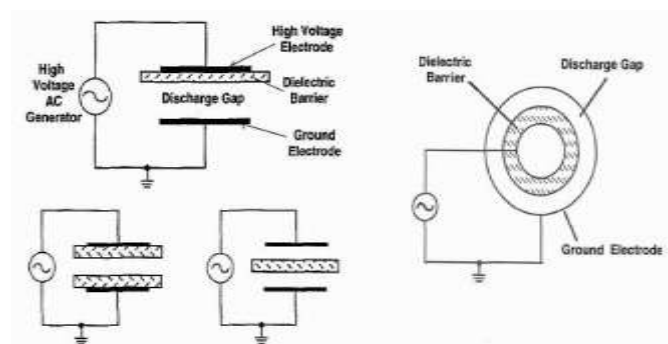 High Voltage
Electrode
High
Voltage
AC
Generator
Dielectric
Barrier
Discharge Gap
Ground
Electrode
Dielectric
Barrier
Discharge Gap
Ground Electrode